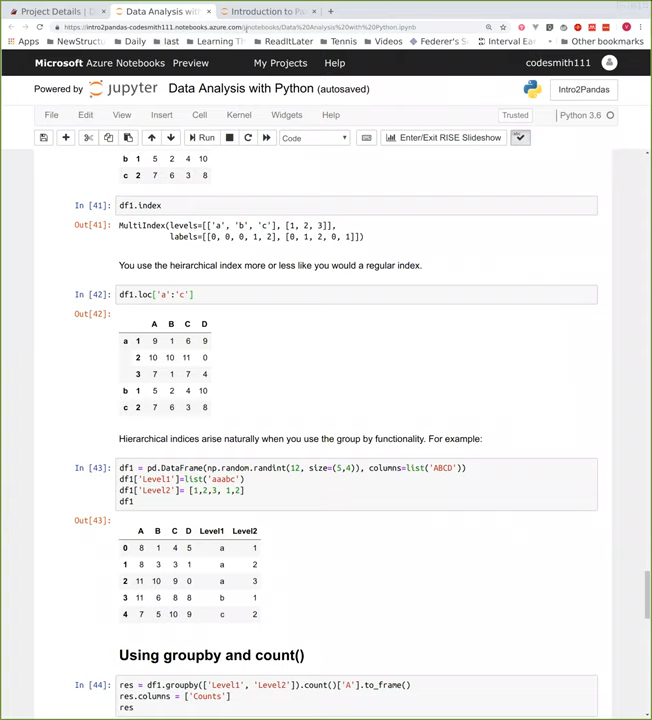 Project Details | D ×
Data Analysis with ×
Introduction to Pa ×
https://intro2pandas-codesmith111.notebooks.azure.com/j/notebooks/Data%20Analysis%20with%20Python.ipynb
Apps NewStructu Daily last Learning Th ReadItLater Tennis Videos Federer's S Interval Ear Other bookmarks
Microsoft Azure Notebooks Preview My Projects Help codesmith111
Powered by jupyter Data Analysis with Python (autosaved) Intro2Pandas
File Edit View Insert Cell Kernel Widgets Help Trusted Python 3.6
Run Code Enter/Exit RISE Slideshow
b 1 5 2 4 10
c 2 7 6 3 8
In [41]: df1.index
Out[41]: MultiIndex(levels=[['a', 'b', 'c'], [1, 2, 3]],
labels=[[0, 0, 0, 1, 2], [0, 1, 2, 0, 1]])
You use the heirarchical index more or less like you would a regular index.
In [42]: df1.loc['a':'c']
Out[42]:
A B C D
a 1 9 1 6 9
2 10 10 11 0
3 7 1 7 4
b 1 5 2 4 10
c 2 7 6 3 8
Hierarchical indices arise naturally when you use the group by functionality. For example:
In [43]: df1 = pd.DataFrame(np.random.randint(12, size=(5,4)), columns=list('ABCD'))
df1['Level1']=list('aaabc')
df1['Level2']= [1,2,3, 1,2]
df1
Out[43]:
A B C D Level1 Level2
0 8 1 4 5 a 1
1 8 3 3 1 a 2
2 11 10 9 0 a 3
3 11 6 8 8 b 1
4 7 5 10 9 c 2
Using groupby and count()
In [44]: res = df1.groupby(['Level1', 'Level2']).count()['A'].to_frame()
res.columns = ['Counts']
res